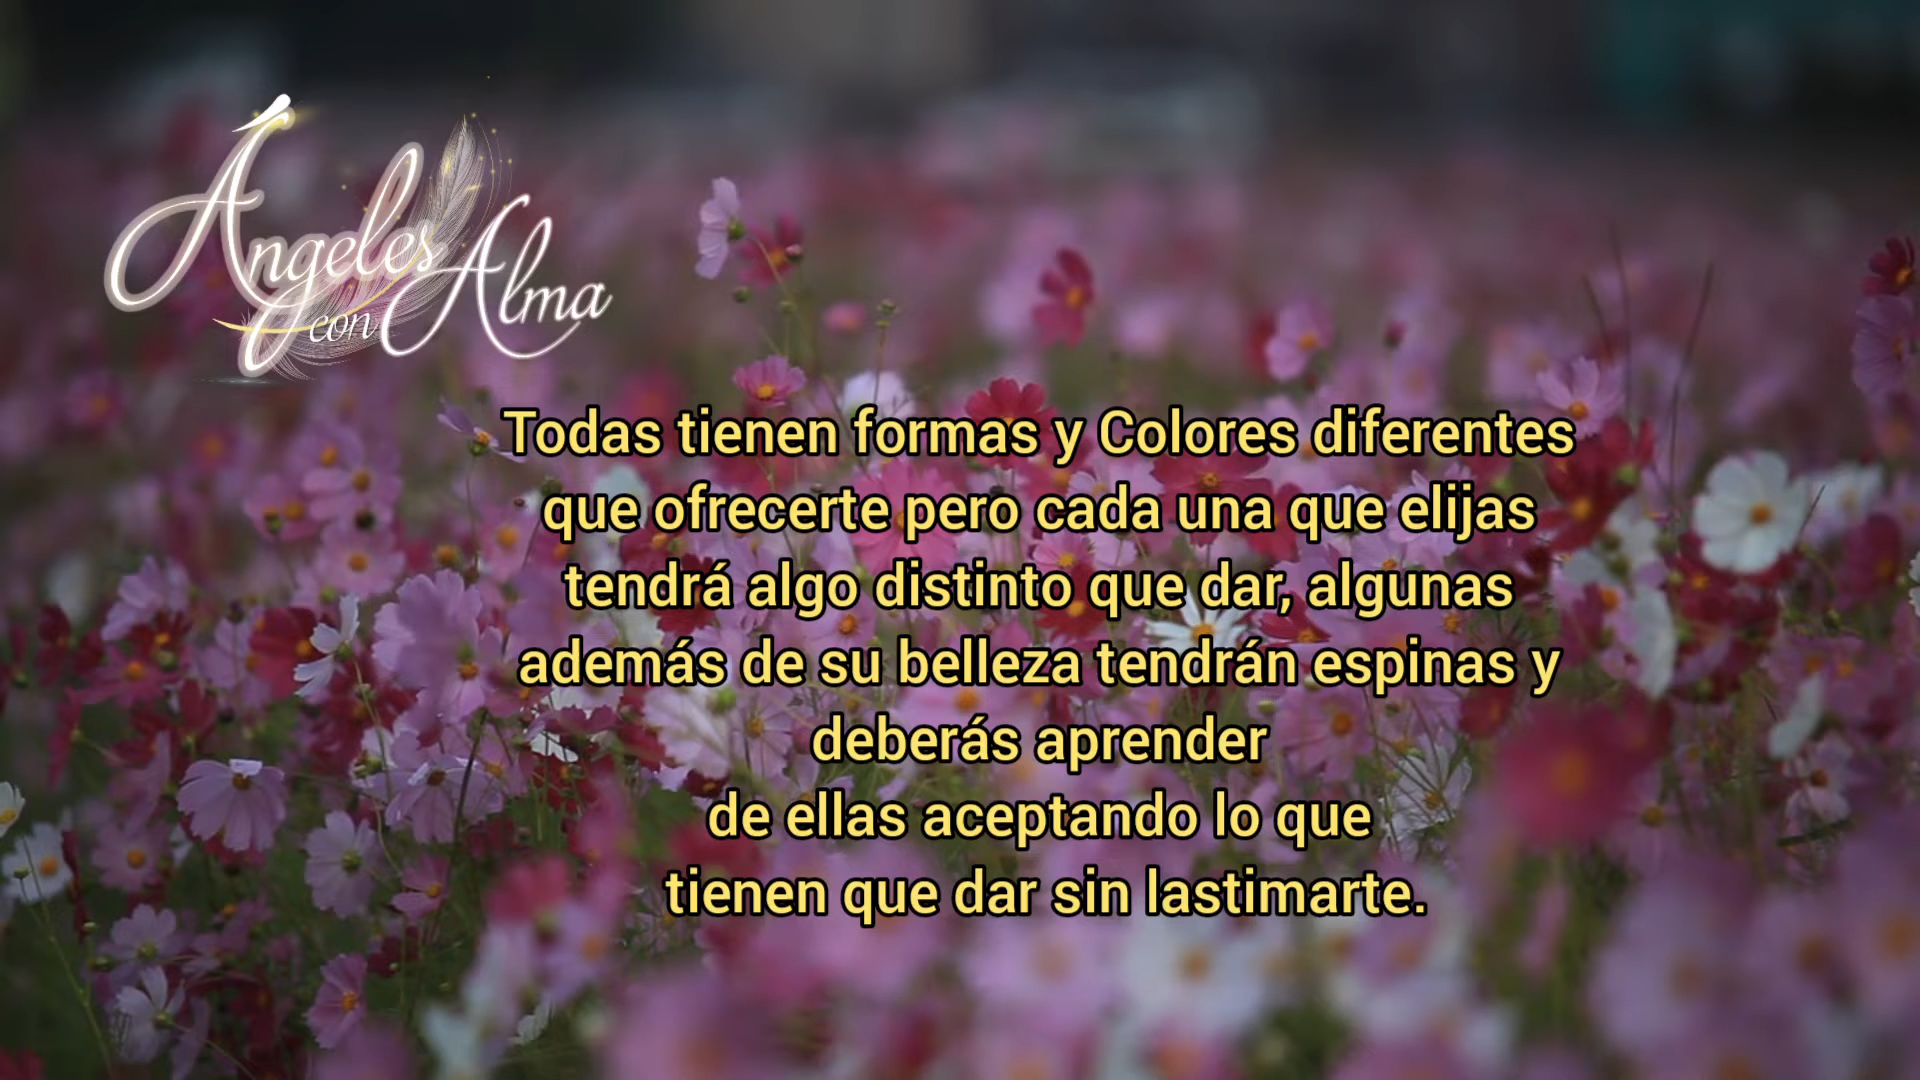 Ángeles
con Alma
Todas tienen formas y Colores diferentes
que ofrecerte pero cada una que elijas
tendrá algo distinto que dar, algunas
además de su belleza tendrán espinas y
deberás aprender
de ellas aceptando lo que
tienen que dar sin lastimarte.